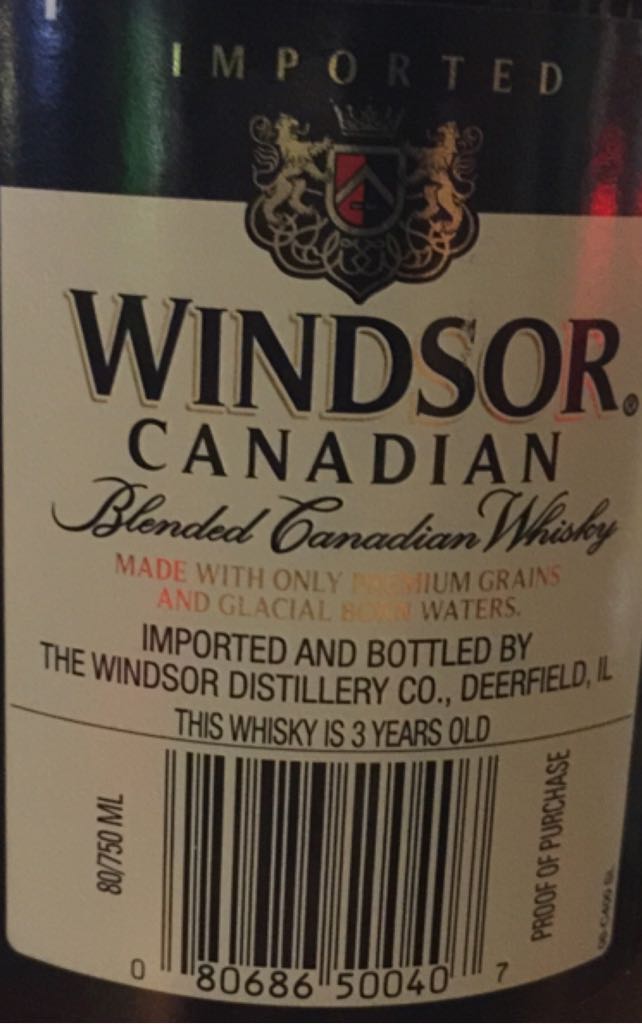 IMPORTED
WINDSOR®
CANADIAN
Blended Canadian Whisky
MADE WITH ONLY PREMIUM GRAINS
AND GLACIAL BORN WATERS.
IMPORTED AND BOTTLED BY
THE WINDSOR DISTILLERY CO., DEERFIELD, IL
THIS WHISKY IS 3 YEARS OLD
80/750 ML
PROOF OF PURCHASE
0 80686 50040 7